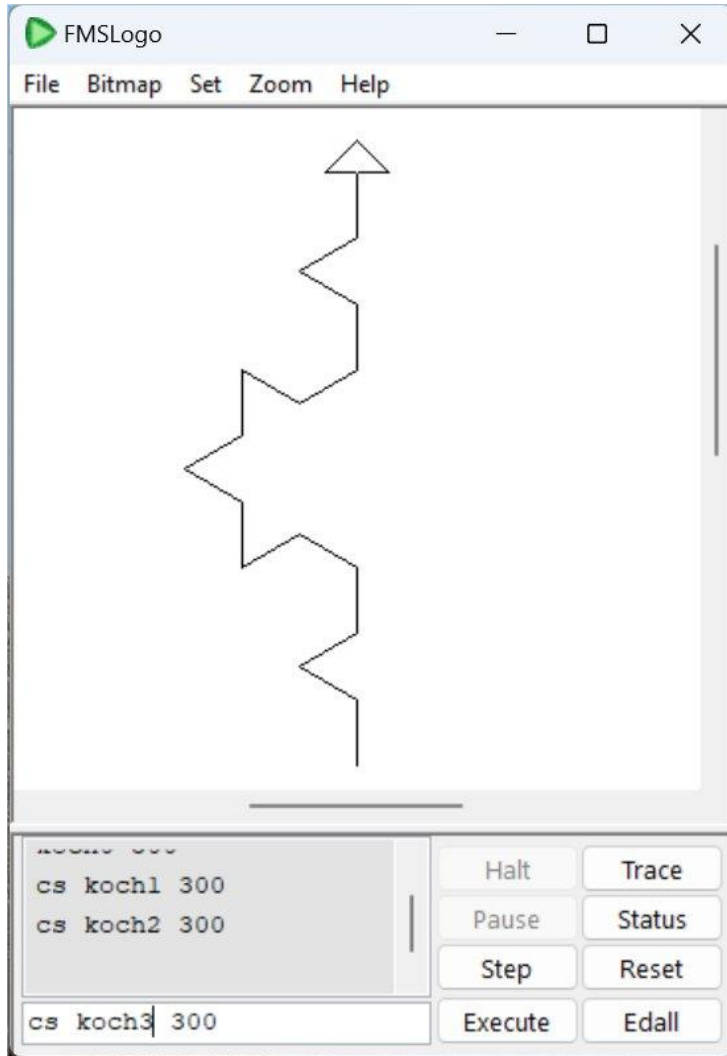 FMSLogo
File Bitmap Set Zoom Help
cs koch1 300
cs koch2 300
cs koch3 300
Halt Trace
Pause Status
Step Reset
Execute Edall